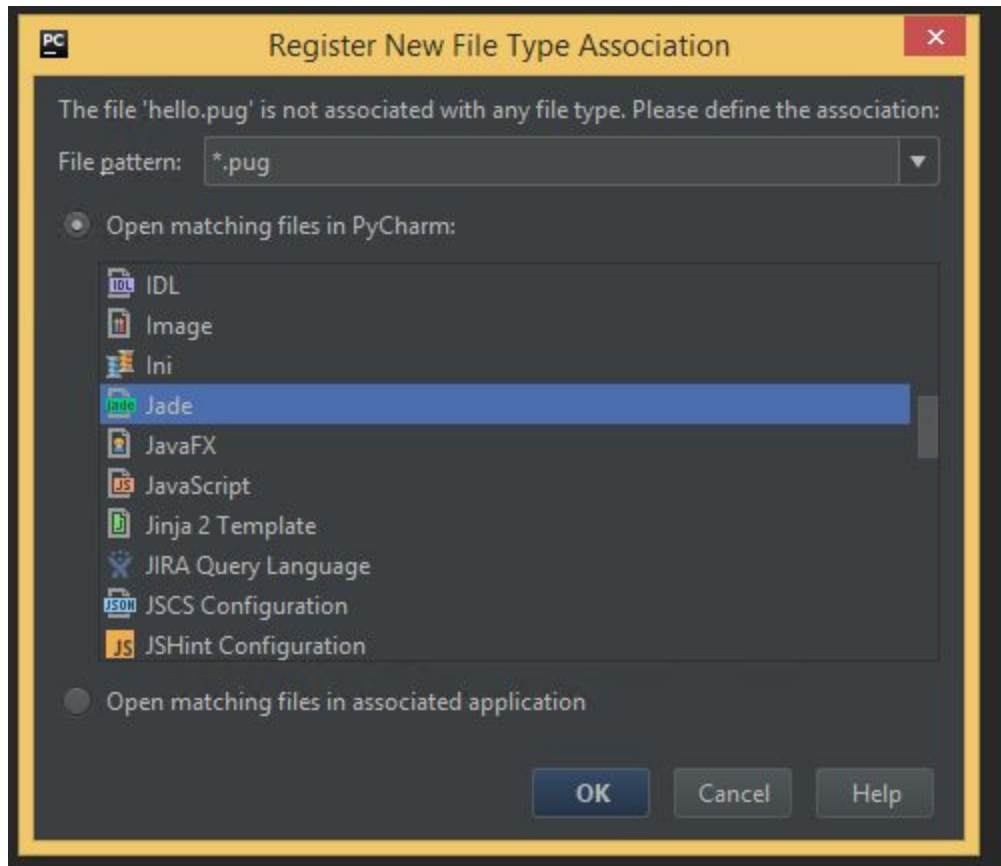 PC
Register New File Type Association
The file 'hello.pug' is not associated with any file type. Please define the association:
File pattern: *.pug
Open matching files in PyCharm:
IDL IDL
Image
Ini
Jade Jade
JavaFX
JS JavaScript
J Jinja 2 Template
JIRA Query Language
JSON JSCS Configuration
JS JSHint Configuration
Open matching files in associated application
OK Cancel Help